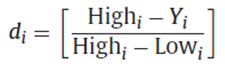 d_i = [ (High_i − Y_i) / (High_i − Low_i) ]